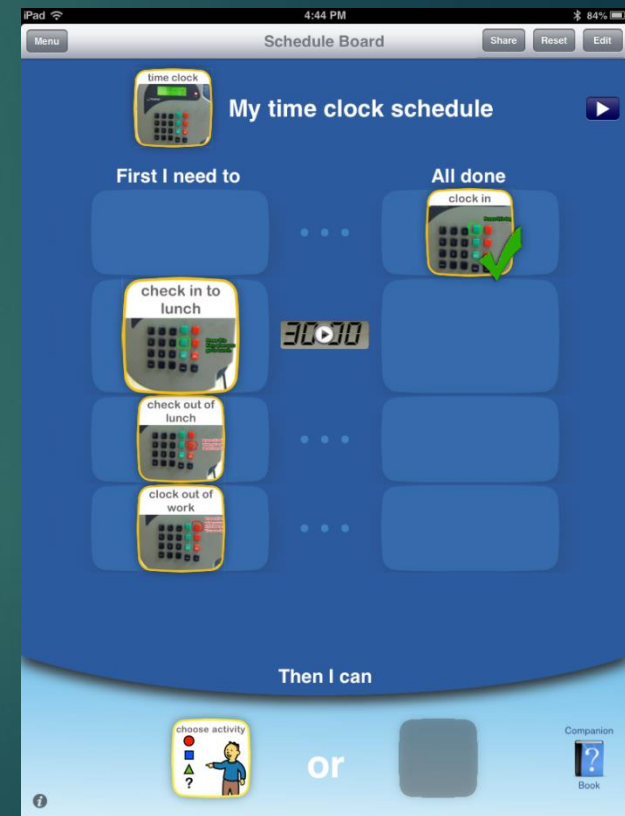 iPad 4:44 PM 84%
Menu Schedule Board Share Reset Edit
time clock
My time clock schedule
First I need to All done
clock in
check in to
lunch
30:00
check out of
lunch
clock out of
work
Then I can
choose activity
?
or
Companion
?
Book
i